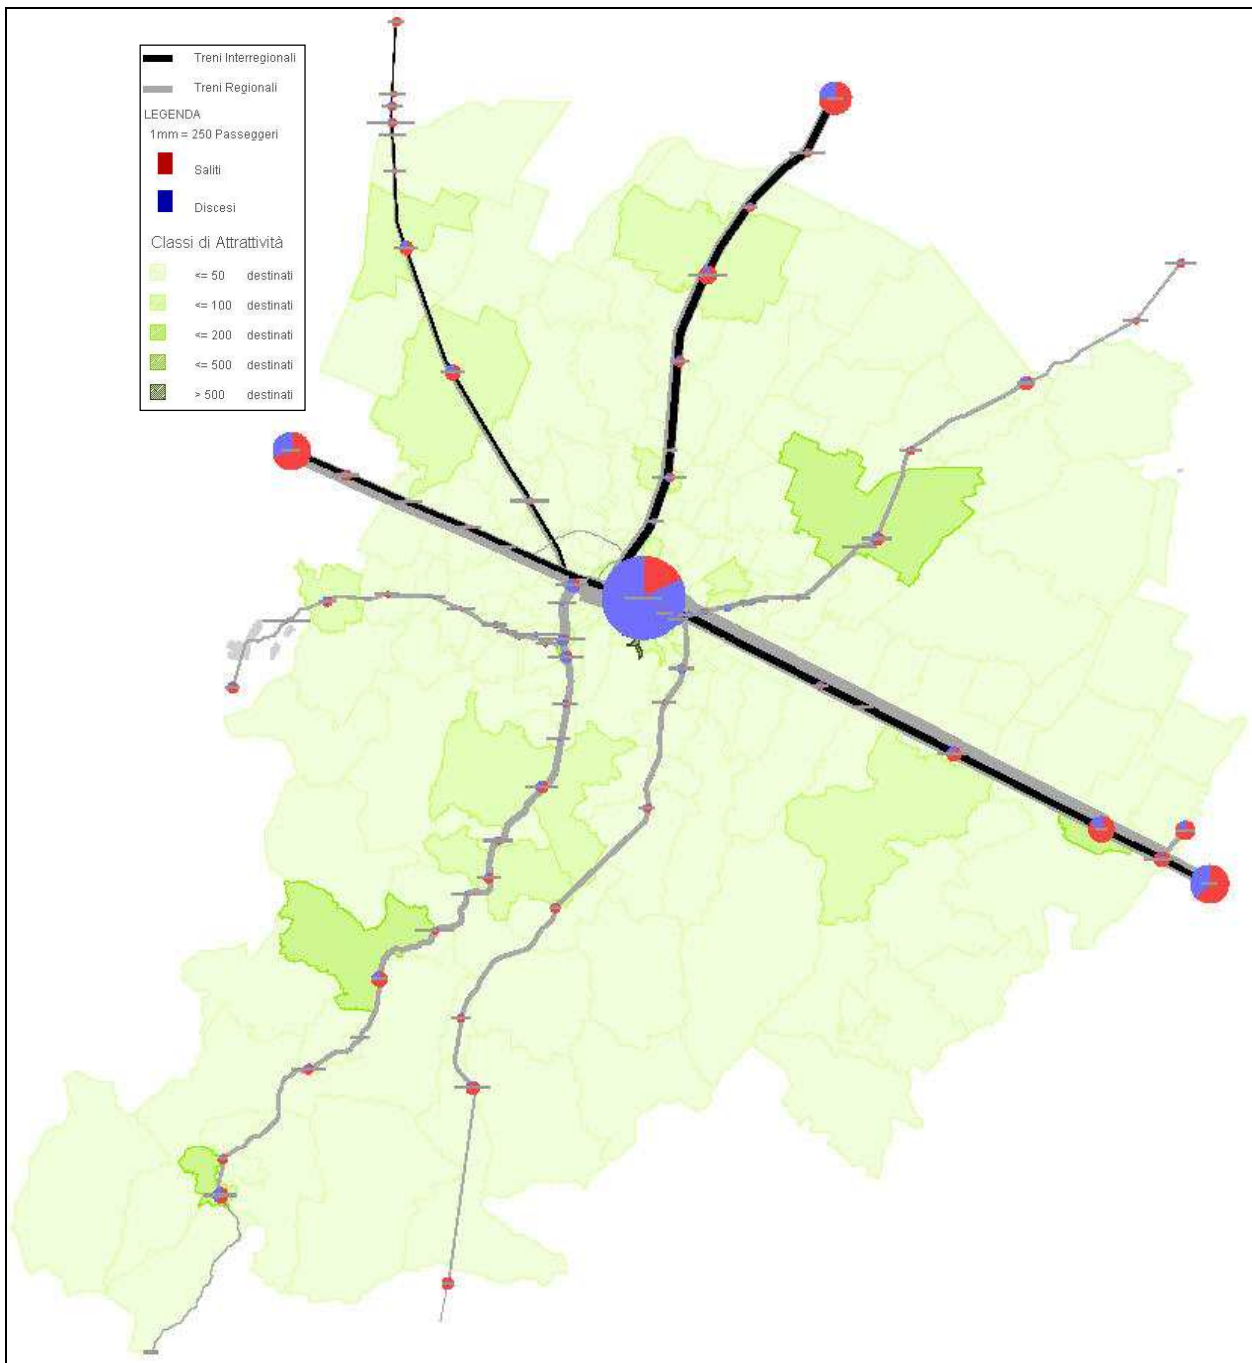 Treni Interregionali
Treni Regionali
LEGENDA
1mm = 250 Passeggeri
Saliti
Discesi
Classi di Attrattività
<= 50 destinati
<= 100 destinati
<= 200 destinati
<= 500 destinati
> 500 destinati